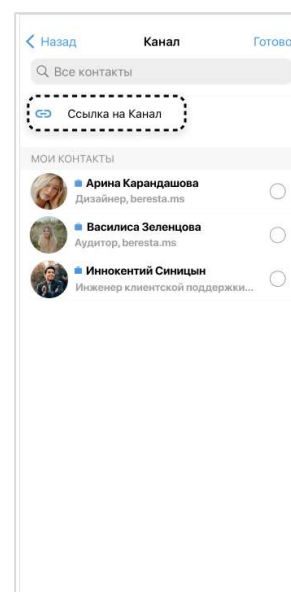 Назад Канал Готово
Все контакты
Ссылка на Канал
МОИ КОНТАКТЫ
Арина Карандашова
Дизайнер, beresta.ms
Василиса Зеленцова
Аудитор, beresta.ms
Иннокентий Синицын
Инженер клиентской поддержки...